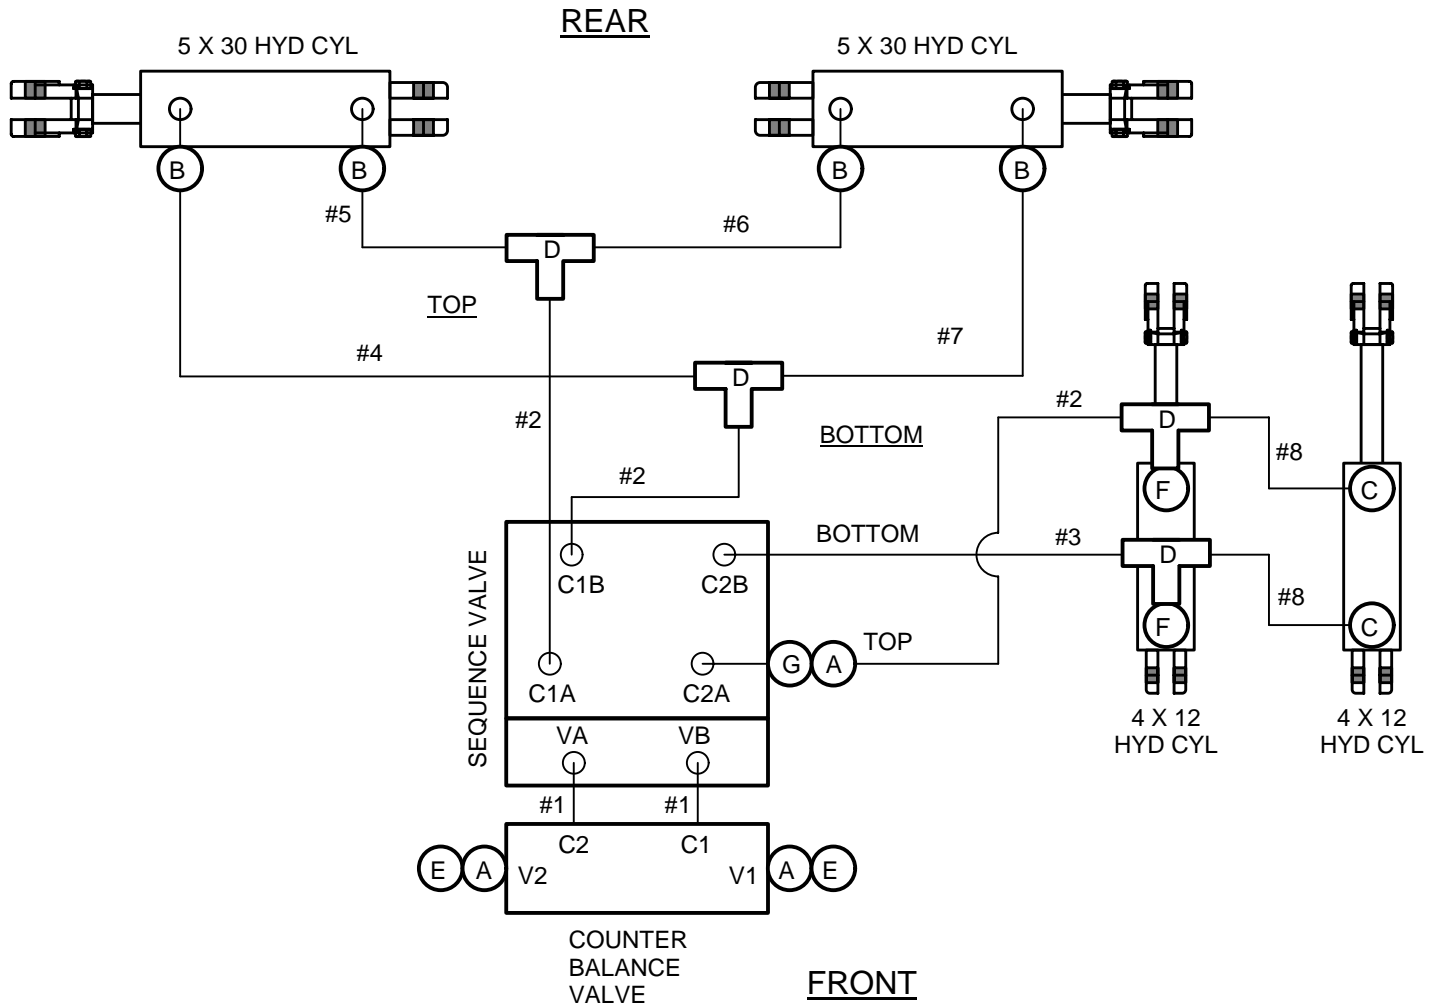 REAR
5 X 30 HYD CYL
5 X 30 HYD CYL
B
B
B
B
#5
#6
D
TOP
#4
#7
D
#2
BOTTOM
#2
D
#8
#2
F
C
BOTTOM
#3
D
C1B
C2B
#8
F
C
TOP
G
A
C1A
C2A
SEQUENCE VALVE
4 X 12
HYD CYL
4 X 12
HYD CYL
VA
VB
#1
#1
C2
C1
E
A
V2
V1
A
E
COUNTER
BALANCE
VALVE
FRONT